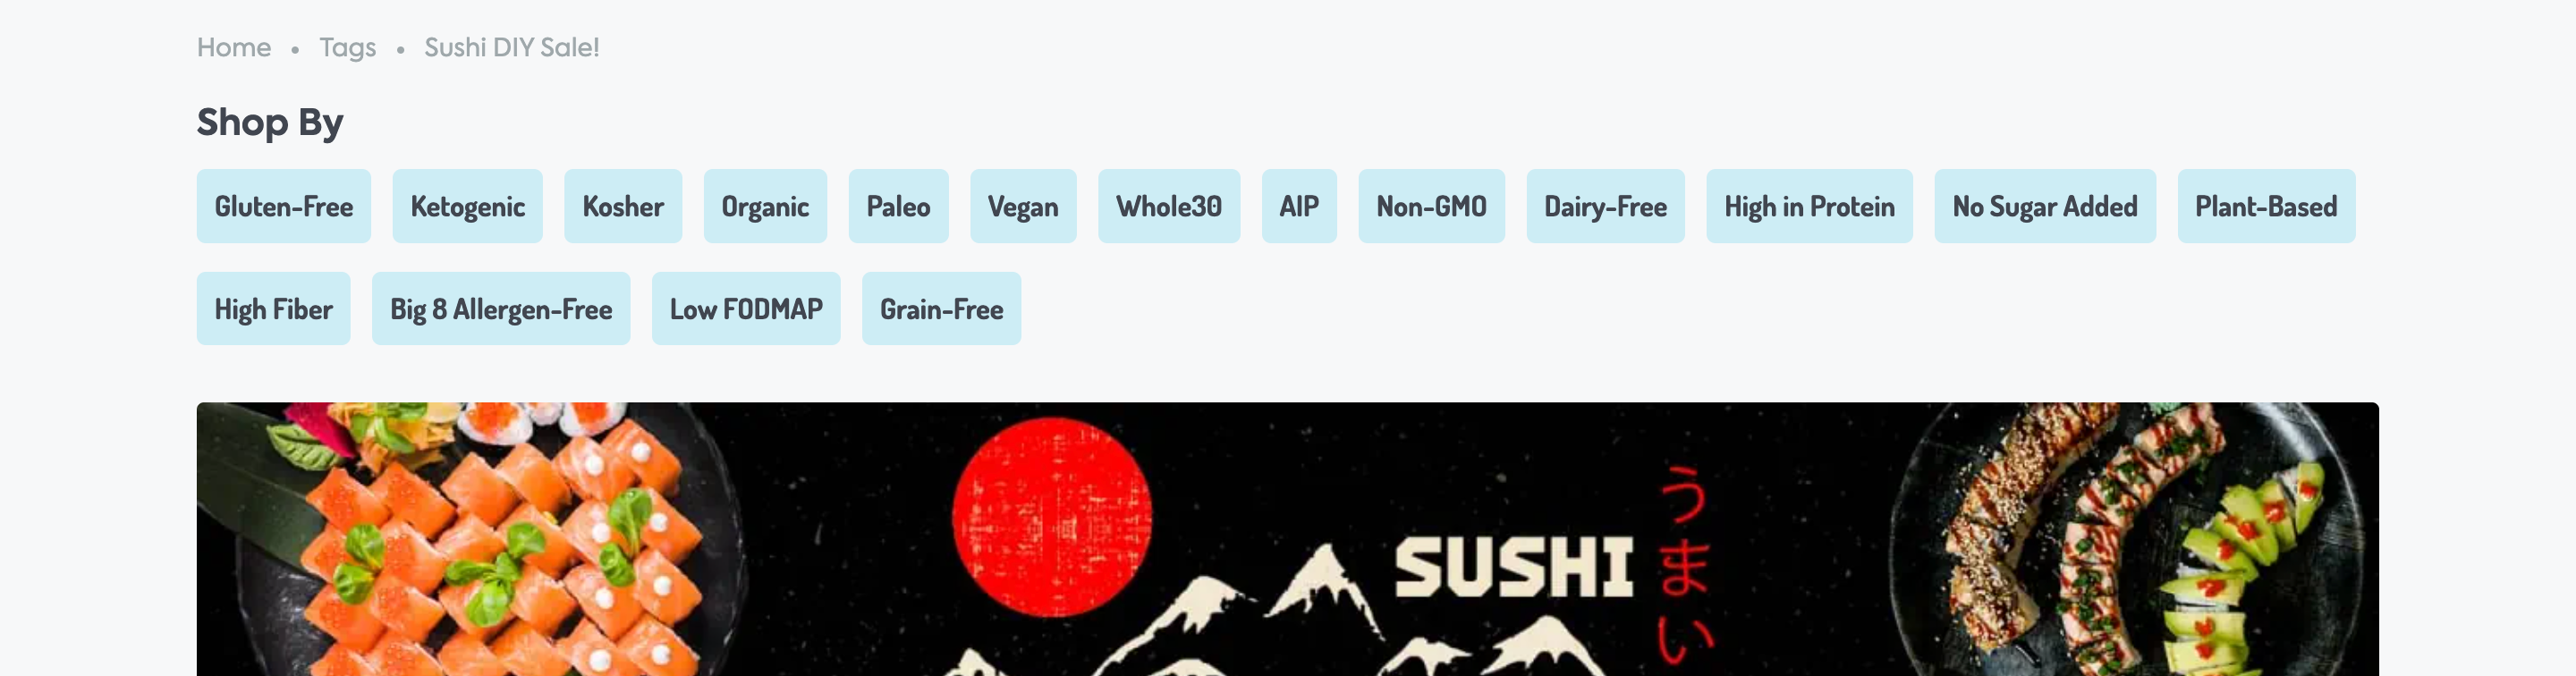 Home • Tags • Sushi DIY Sale!
Shop By
Gluten-Free Ketogenic Kosher Organic Paleo Vegan Whole30 AIP Non-GMO Dairy-Free High in Protein No Sugar Added Plant-Based
High Fiber Big 8 Allergen-Free Low FODMAP Grain-Free
SUSHI
うまい